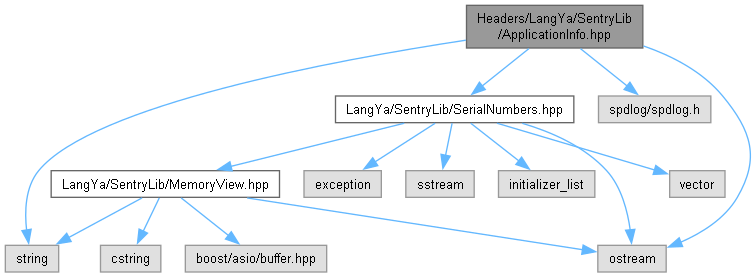 Headers/LangYa/SentryLib
/ApplicationInfo.hpp
LangYa/SentryLib/SerialNumbers.hpp
spdlog/spdlog.h
LangYa/SentryLib/MemoryView.hpp
exception
sstream
initializer_list
vector
string
cstring
boost/asio/buffer.hpp
ostream